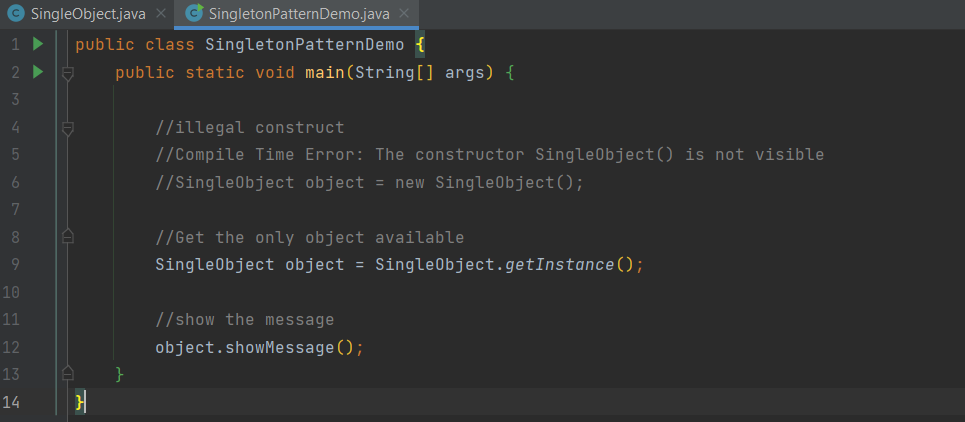 SingleObject.java × SingletonPatternDemo.java ×
1 public class SingletonPatternDemo {
2     public static void main(String[] args) {
3
4         //illegal construct
5         //Compile Time Error: The constructor SingleObject() is not visible
6         //SingleObject object = new SingleObject();
7
8         //Get the only object available
9         SingleObject object = SingleObject.getInstance();
10
11         //show the message
12         object.showMessage();
13     }
14 }